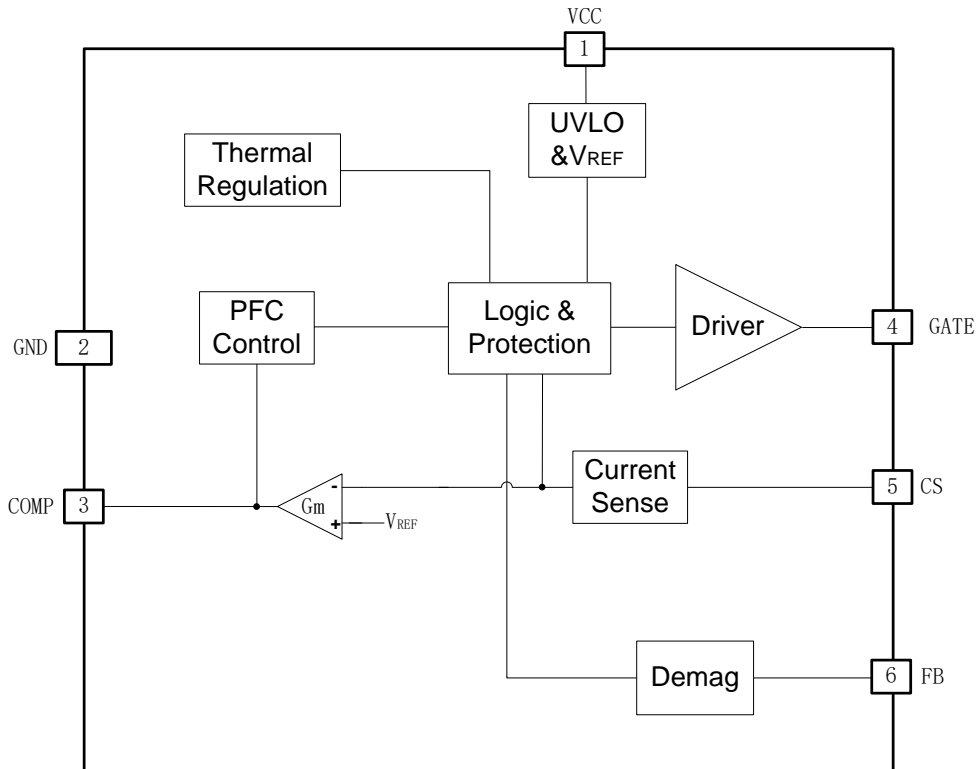 VCC
1
UVLO
&VREF
Thermal
Regulation
PFC
Control
Logic &
Protection
Driver
4
GATE
GND
2
COMP
3
-
Gm
+
VREF
Current
Sense
5
CS
Demag
6
FB